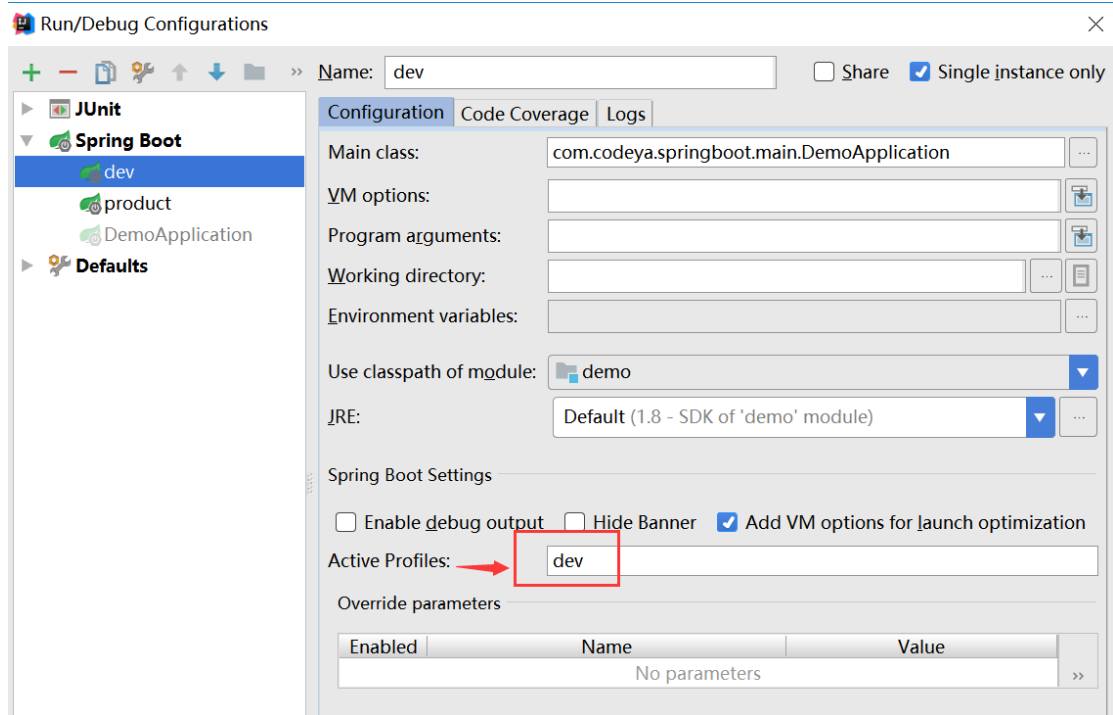 Run/Debug Configurations
Name: dev Share Single instance only
JUnit
Spring Boot
dev
product
DemoApplication
Defaults
Configuration Code Coverage Logs
Main class: com.codeya.springboot.main.DemoApplication
VM options:
Program arguments:
Working directory:
Environment variables:
Use classpath of module: demo
JRE: Default (1.8 - SDK of 'demo' module)
Spring Boot Settings
Enable debug output Hide Banner Add VM options for launch optimization
Active Profiles: dev
Override parameters
Enabled Name Value
No parameters